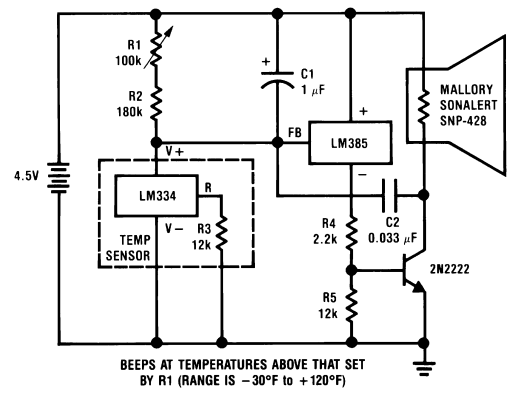 R1
100k
R2
180k
+
C1
1 μF
MALLORY
SONALERT
SNP-428
+
FB
LM385
−
4.5V
V+
LM334
R
V−
TEMP
SENSOR
R3
12k
R4
2.2k
C2
0.033 μF
2N2222
R5
12k
BEEPS AT TEMPERATURES ABOVE THAT SET
BY R1 (RANGE IS −30°F to +120°F)